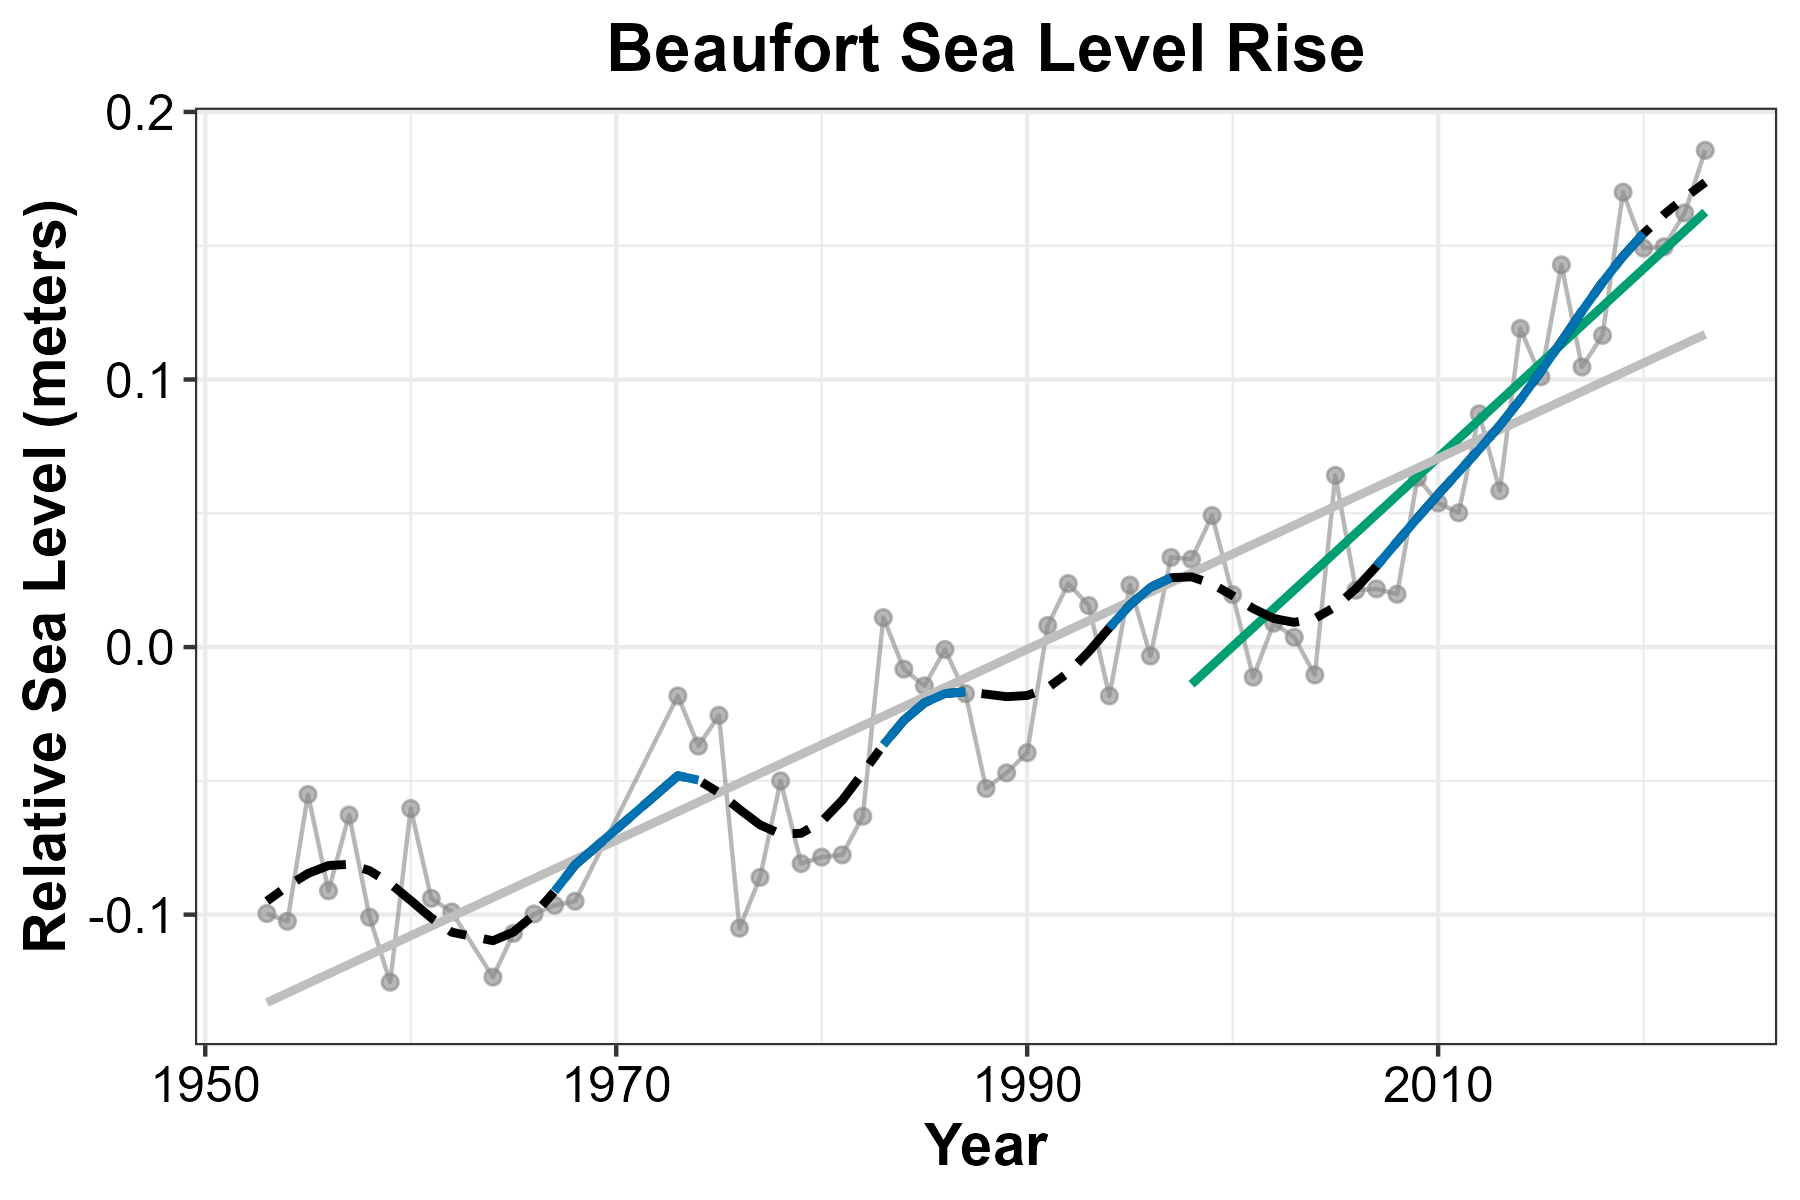 Beaufort Sea Level Rise
0.2
0.1
0.0
-0.1
Relative Sea Level (meters)
1950 1970 1990 2010
Year